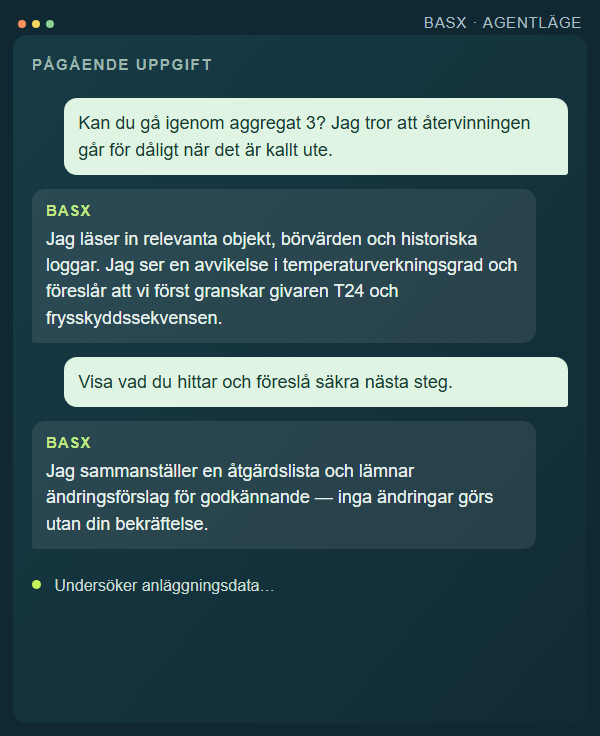 BASX · AGENTLÄGE
PÅGÅENDE UPPGIFT
Kan du gå igenom aggregat 3? Jag tror att återvinningen
går för dåligt när det är kallt ute.
BASX
Jag läser in relevanta objekt, börvärden och historiska
loggar. Jag ser en avvikelse i temperaturverkningsgrad och
föreslår att vi först granskar givaren T24 och
frysskyddssekvensen.
Visa vad du hittar och föreslå säkra nästa steg.
BASX
Jag sammanställer en åtgärdslista och lämnar
ändringsförslag för godkännande — inga ändringar görs
utan din bekräftelse.
Undersöker anläggningsdata…